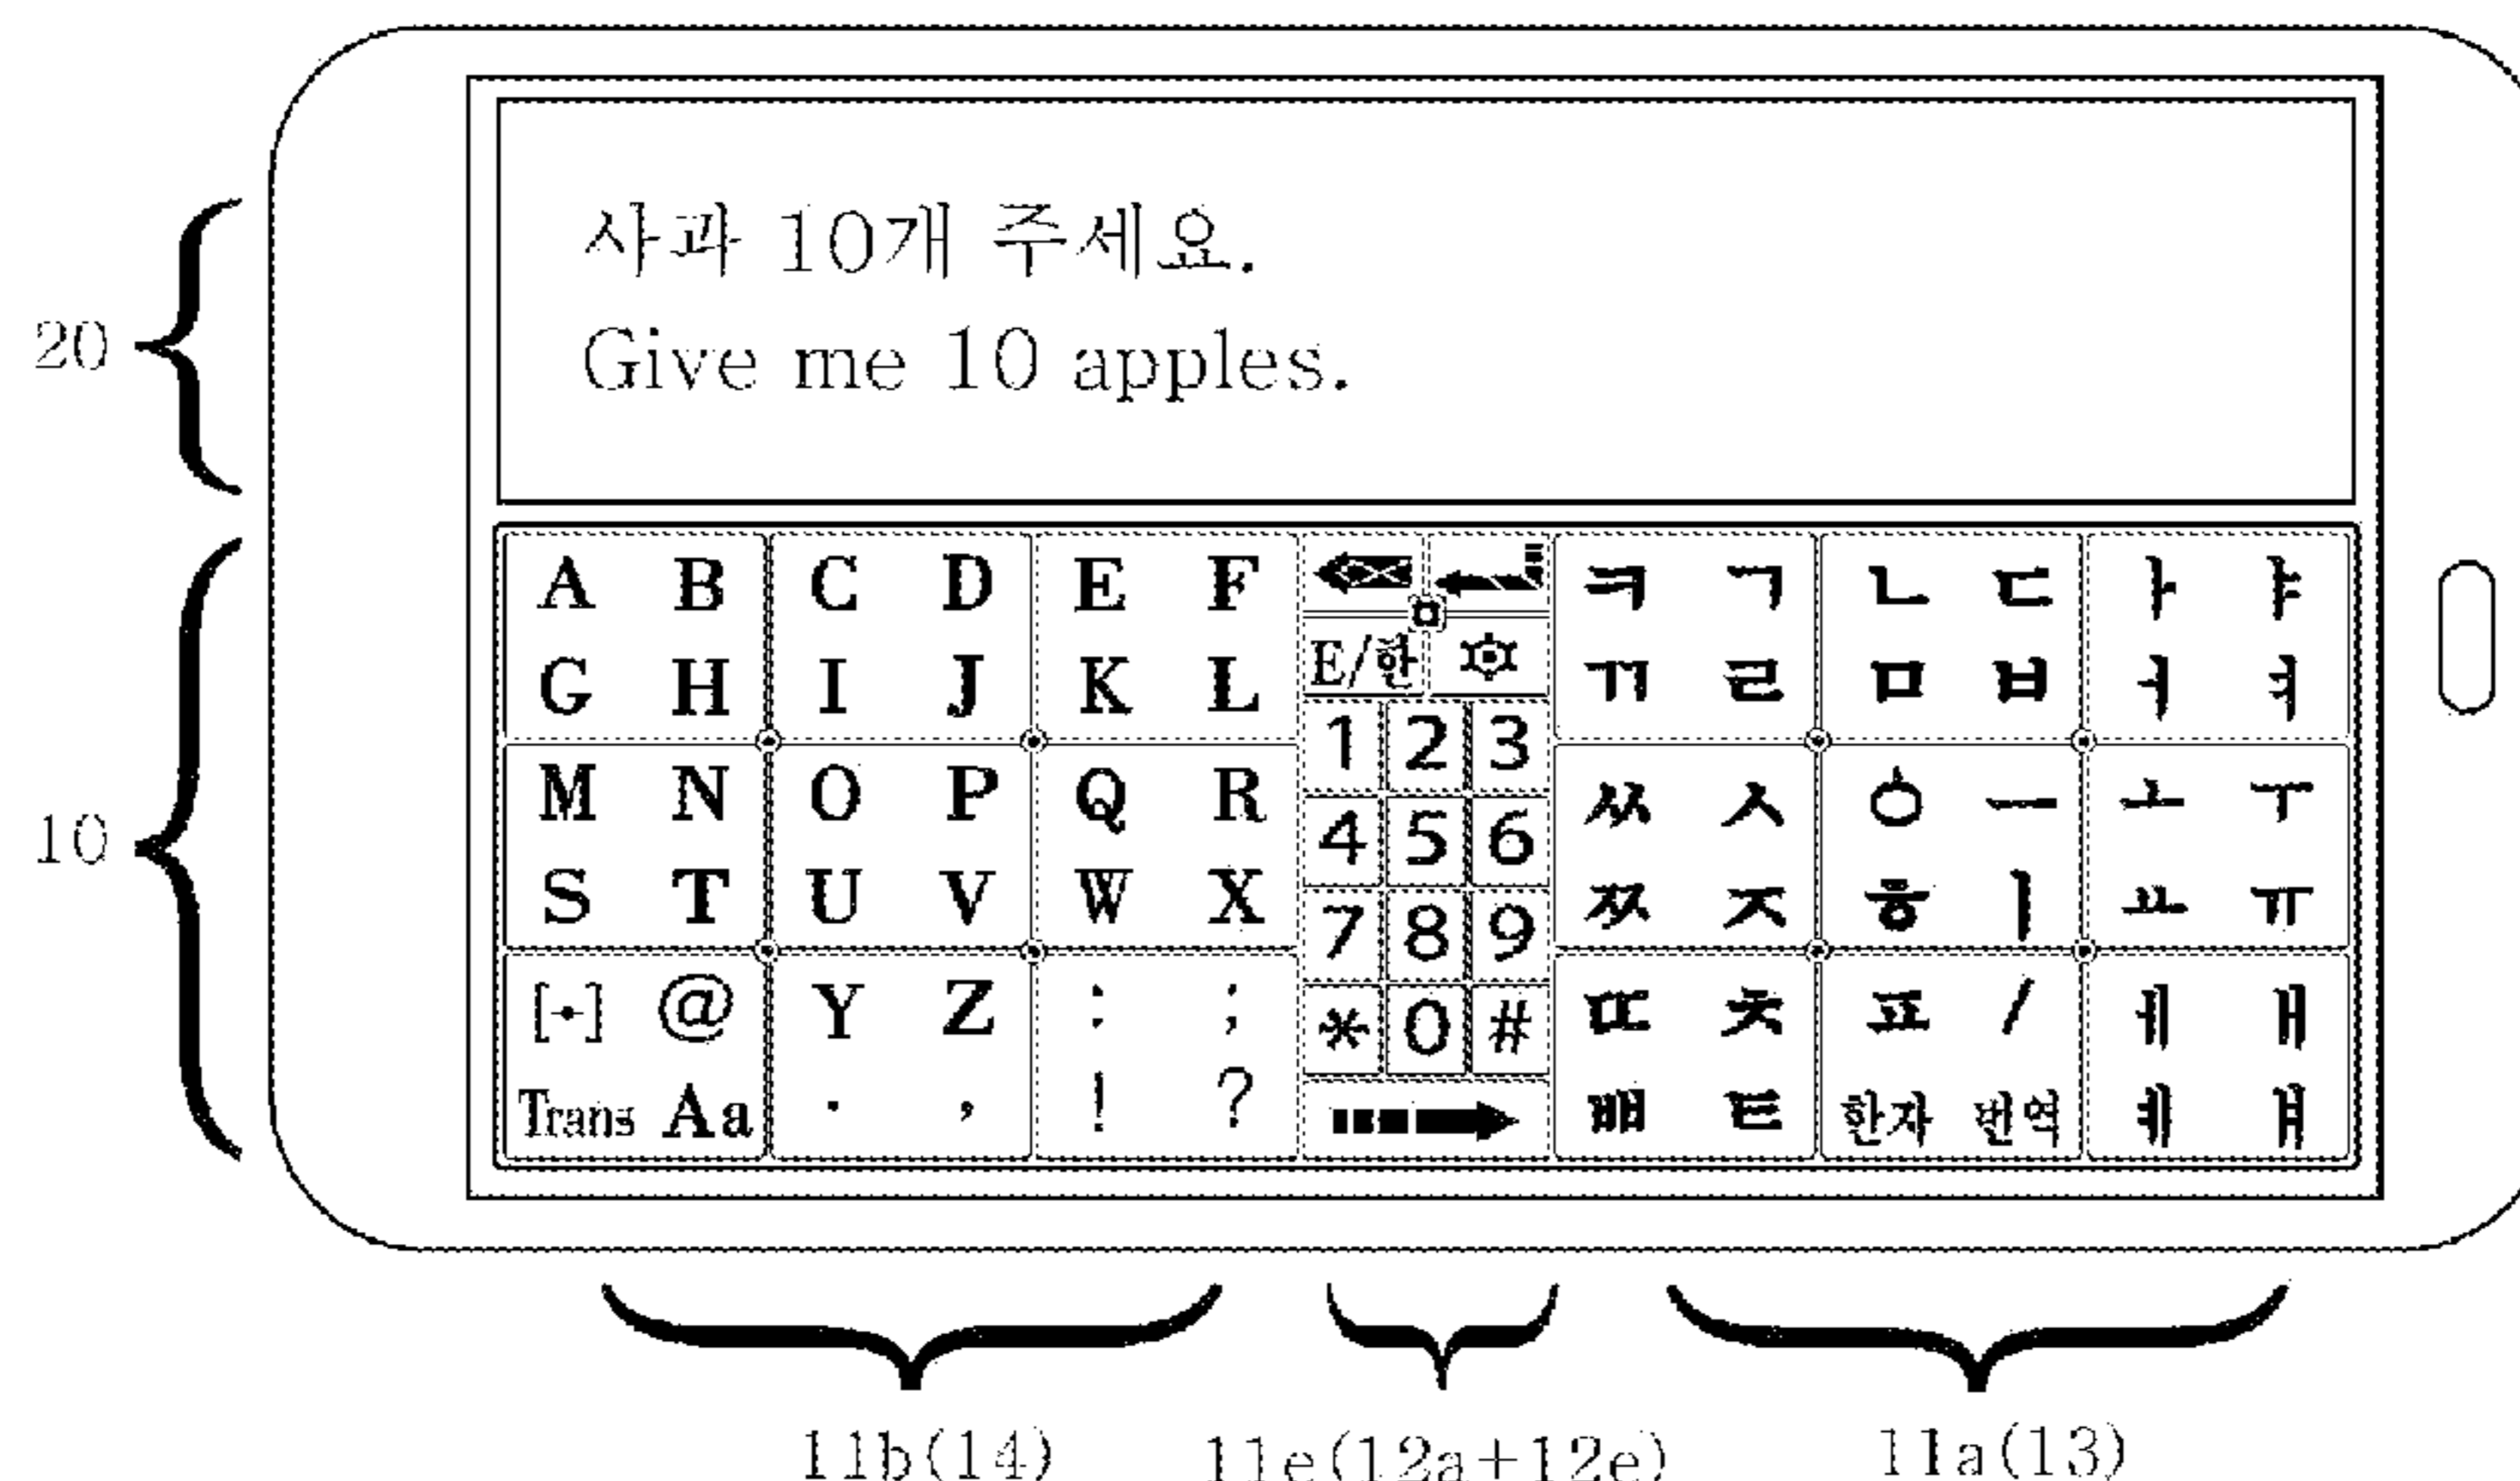 사과 10개 주세요.
20
Give me 10 apples.
A B C D E F ㅋ ㄱ ㄴ ㄷ ㅏ ㅑ
G H I J K L E/한 ㄲ ㄹ ㅁ ㅂ ㅓ ㅕ
1 2 3
10
M N O P Q R 4 5 6 ㅆ ㅅ ㅇ ㅡ ㅗ ㅜ
S T U V W X 7 8 9 ㅉ ㅈ ㅎ ㅣ ㅛ ㅠ
[·] @ Y Z : ; * 0 # ㄸ ㅊ ㅍ / ㅔ ㅐ
Trans Aa . , ! ? ㅃ ㅌ 한자 번역 ㅖ ㅒ
11b(14) 11e(12a+12e) 11a(13)